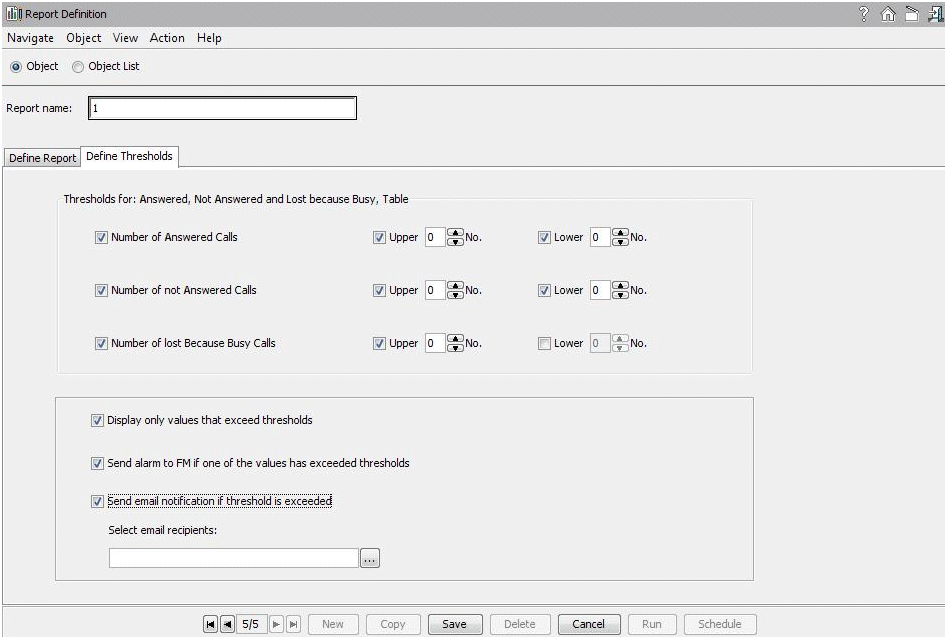 Report Definition
Navigate Object View Action Help
Object Object List
Report name: 1
Define Report Define Thresholds
Thresholds for: Answered, Not Answered and Lost because Busy, Table
Number of Answered Calls Upper 0 No. Lower 0 No.
Number of not Answered Calls Upper 0 No. Lower 0 No.
Number of lost Because Busy Calls Upper 0 No. Lower 0 No.
Display only values that exceed thresholds
Send alarm to FM if one of the values has exceeded thresholds
Send email notification if threshold is exceeded
Select email recipients:
...
5/5 New Copy Save Delete Cancel Run Schedule